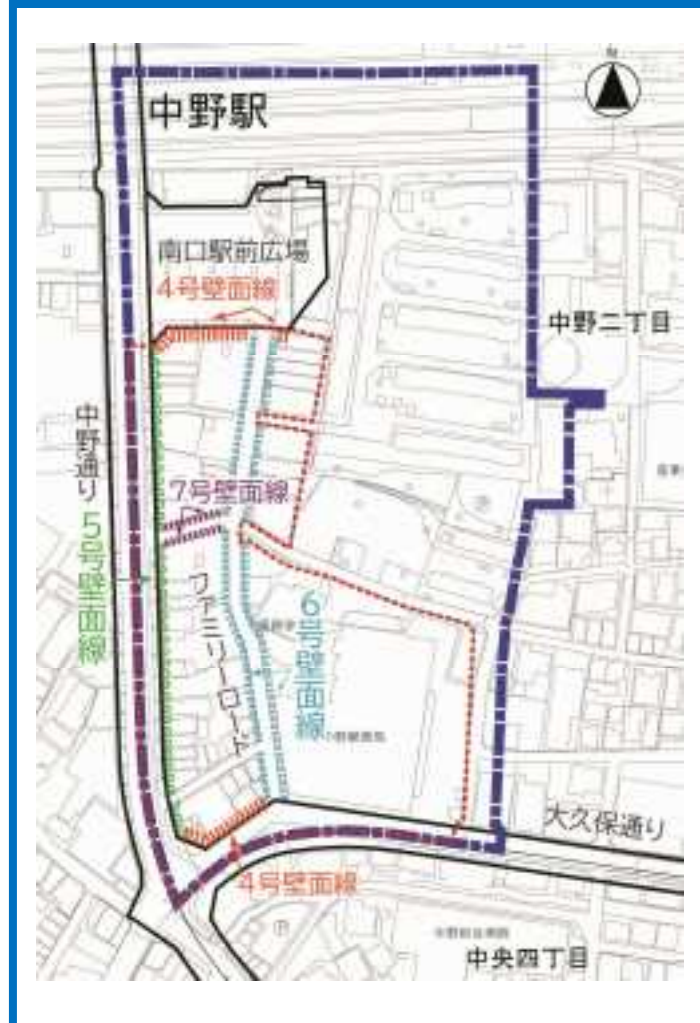 N
中野駅
南口駅前広場
4号壁面線
中野二丁目
中野通り
5号壁面線
7号壁面線
ファミリーロード
6号壁面線
大久保通り
4号壁面線
中央四丁目